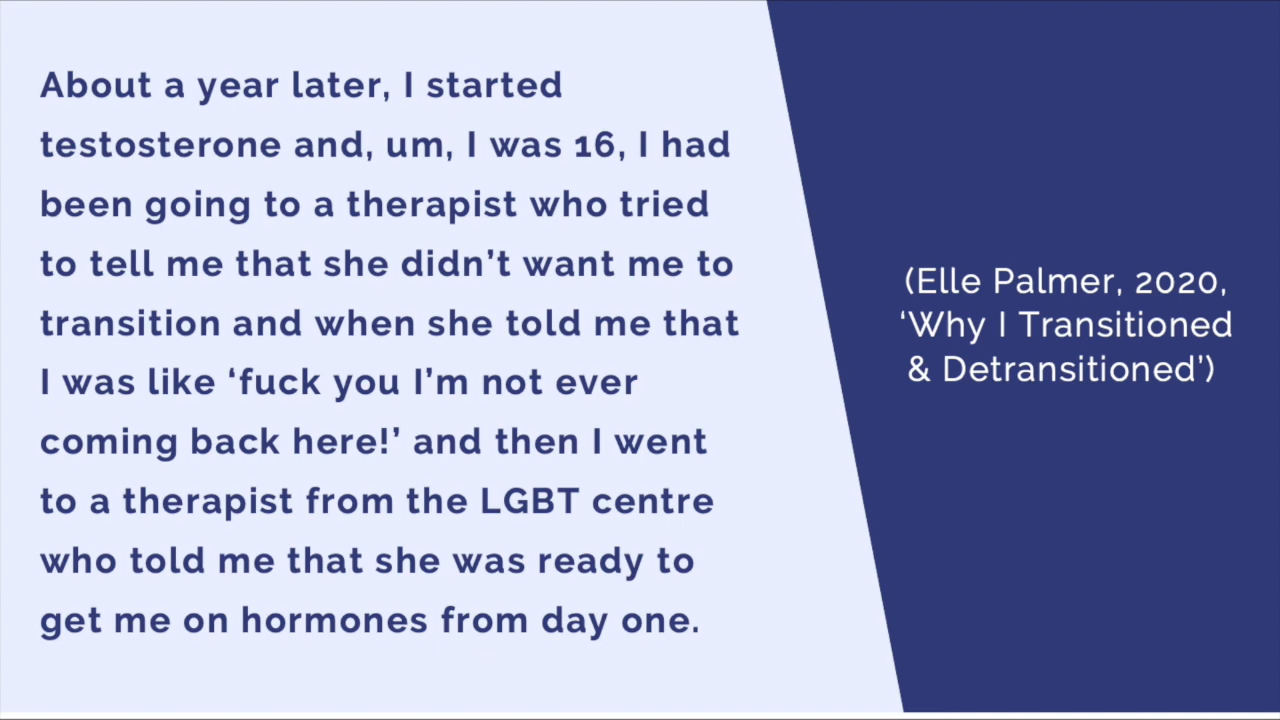 About a year later, I started
testosterone and, um, I was 16, I had
been going to a therapist who tried
to tell me that she didn’t want me to
transition and when she told me that
I was like ‘fuck you I’m not ever
coming back here!’ and then I went
to a therapist from the LGBT centre
who told me that she was ready to
get me on hormones from day one.
(Elle Palmer, 2020,
‘Why I Transitioned
& Detransitioned’)